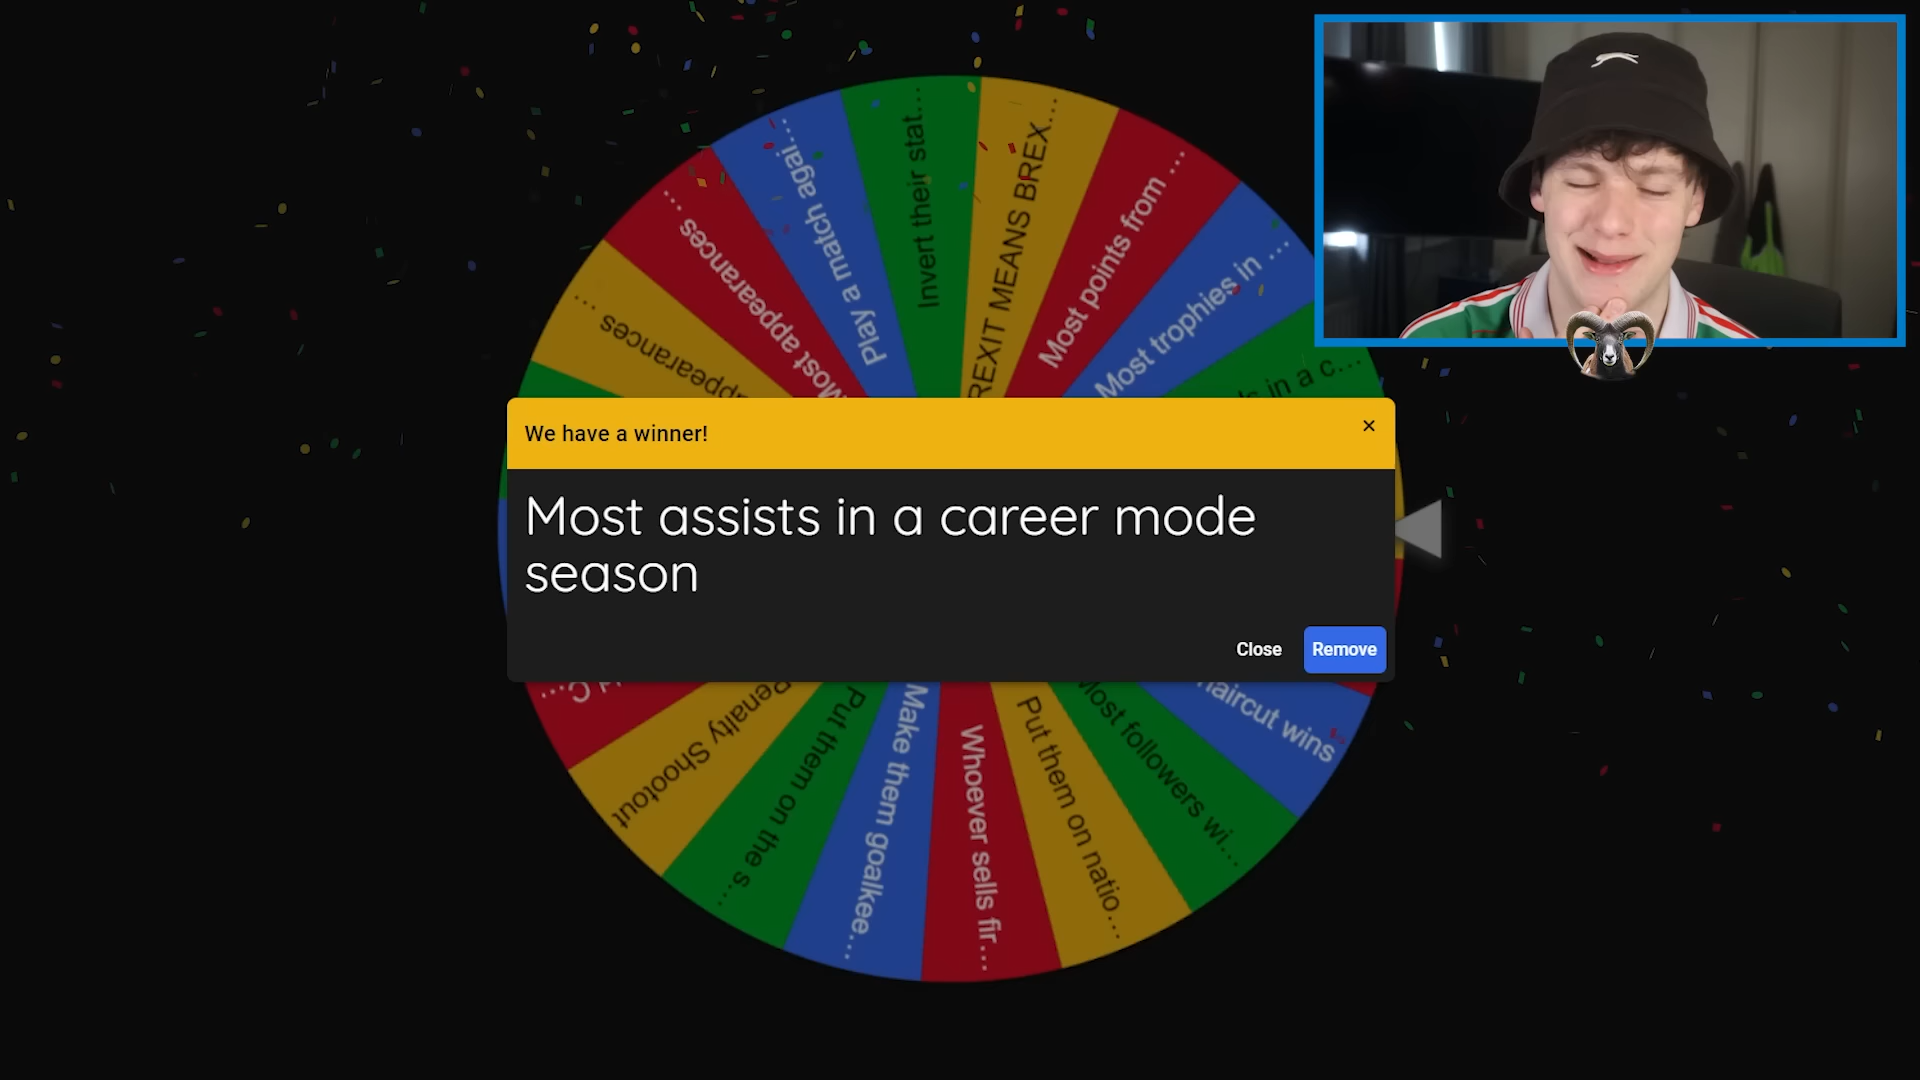 Invert their stat...
REXIT MEANS BREX...
Most points from ...
Most trophies in ...
in a c...
Play a match agai...
Most appearances ...
ppearances ...
We have a winner!
×
Most assists in a career mode
season
Close
Remove
haircut wins
Most followers wi...
Put them on natio...
Whoever sells fir...
Make them goalkee...
Put them on the s...
Penalty Shootout